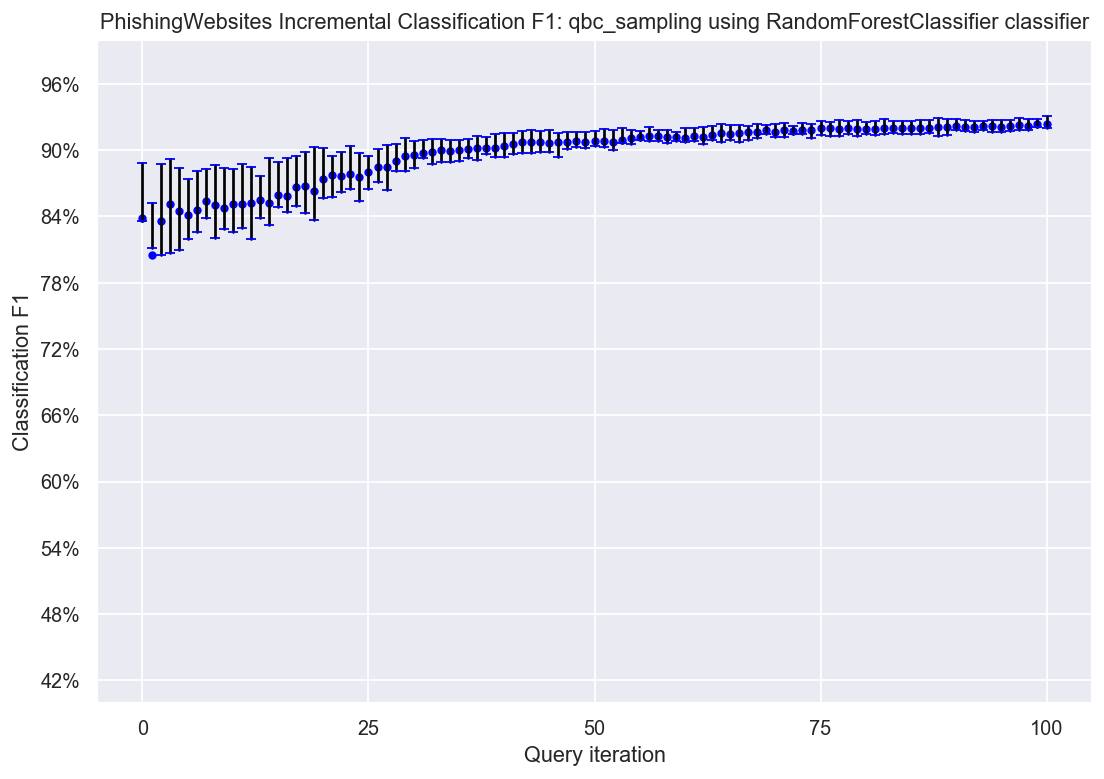 PhishingWebsites Incremental Classification F1: qbc_sampling using RandomForestClassifier classifier
96%
90%
84%
78%
72%
66%
60%
54%
48%
42%
Classification F1
0 25 50 75 100
Query iteration